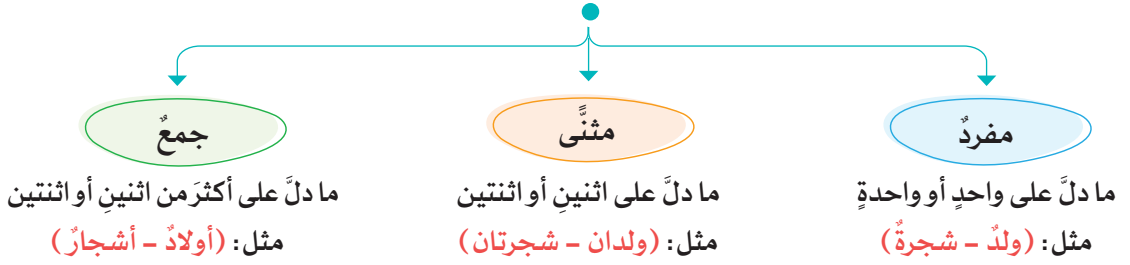 مفردٌ
مثنًّى
جمعٌ
ما دلَّ على واحدٍ أو واحدةٍ
مثل: (ولدٌ – شجرةٌ)
ما دلَّ على اثنينِ أو اثنتين
مثل: (ولدان – شجرتان)
ما دلَّ على أكثرَ من اثنينِ أو اثنتين
مثل: (أولادٌ – أشجارٌ)